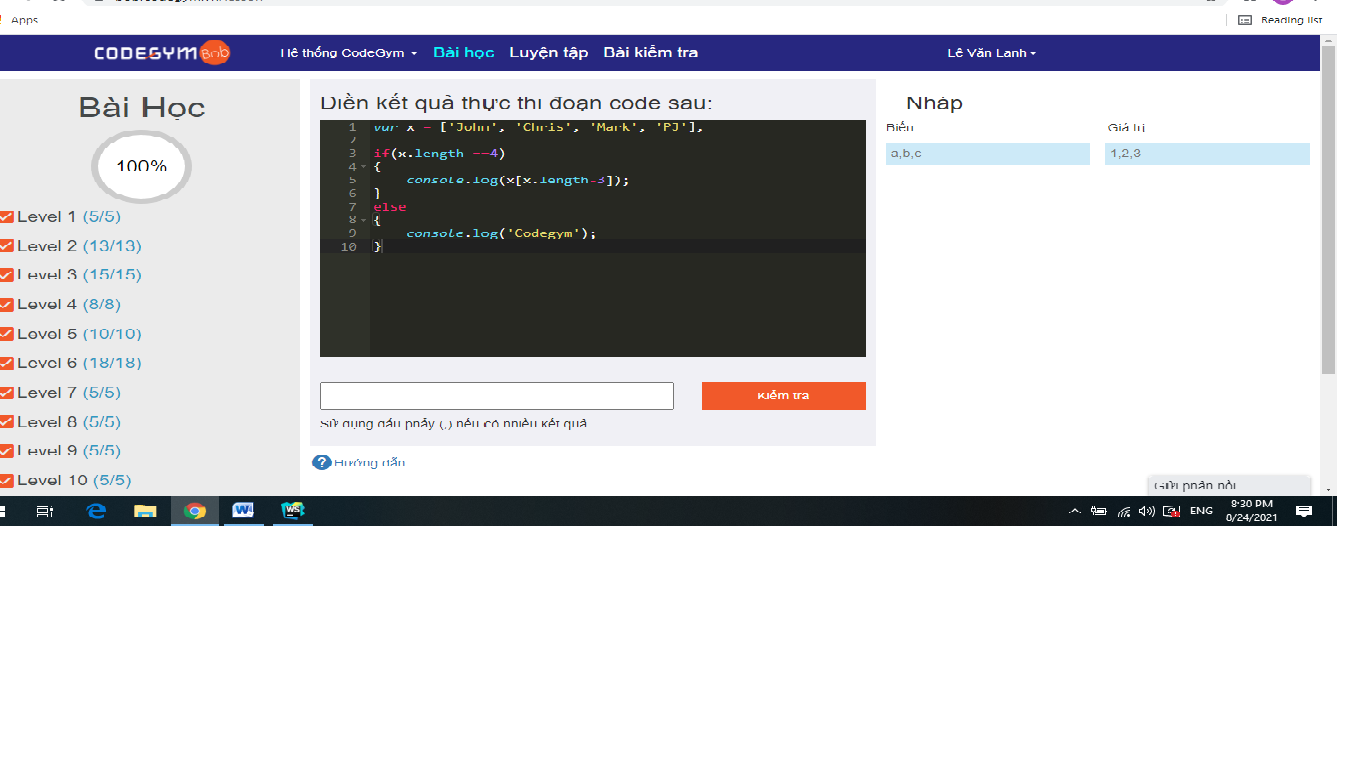 Apps
Reading list
CODEGYM Bnb
Hệ thống CodeGym
Bài học
Luyện tập
Bài kiểm tra
Lê Văn Lanh
Bài Học
100%
Level 1 (5/5)
Level 2 (13/13)
Level 3 (15/15)
Level 4 (8/8)
Level 5 (10/10)
Level 6 (18/18)
Level 7 (5/5)
Level 8 (5/5)
Level 9 (5/5)
Level 10 (5/5)
Điền kết quả thực thi đoạn code sau:
1 var x = ['John', 'Chris', 'Mark', 'PJ'];
2
3 if(x.length ==4)
4 {
5 console.log(x[x.length-3]);
6 }
7 else
8 {
9 console.log('Codegym');
10 }
Kiểm tra
Sử dụng dấu phẩy (,) nếu có nhiều kết quả
Hướng dẫn
Nháp
Biến
Giá trị
a,b,c
1,2,3
Gửi phản hồi
ENG
8:30 PM
8/24/2021